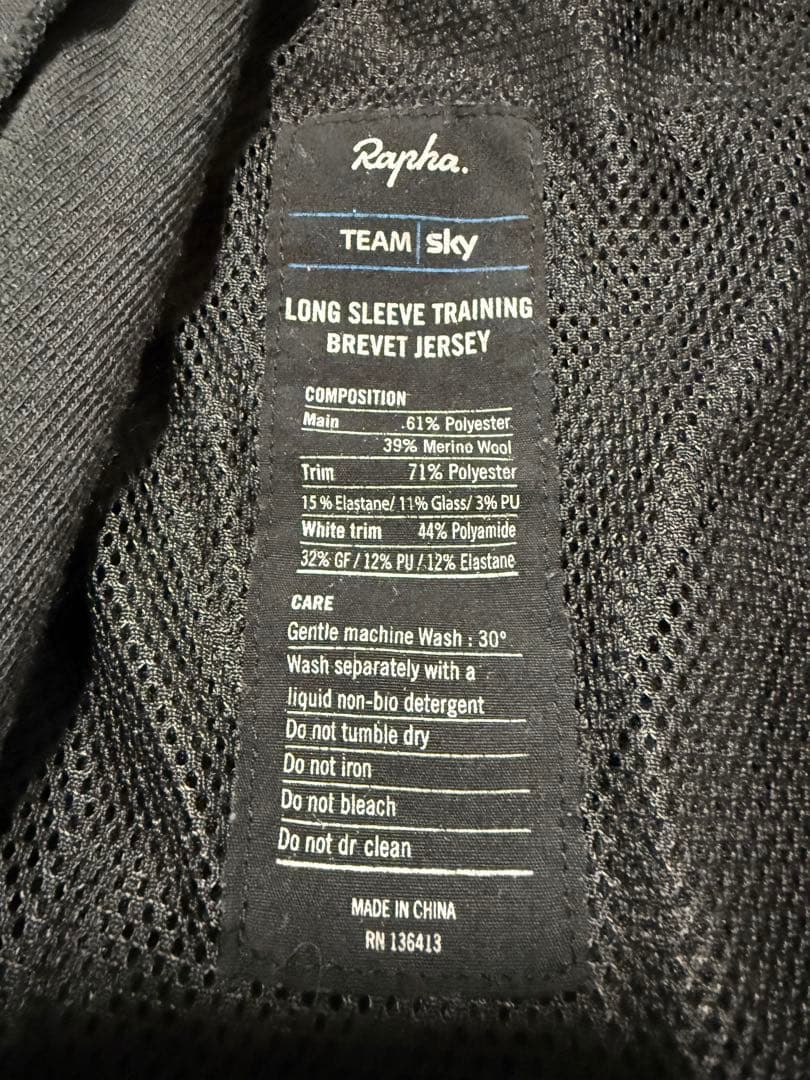 Rapha.
TEAM sky
LONG SLEEVE TRAINING
BREVET JERSEY
COMPOSITION
Main .61% Polyester
39% Merino Wool
Trim 71% Polyester
15% Elastane/ 11% Glass/ 3% PU
White trim 44% Polyamide
32% GF / 12% PU / 12% Elastane
CARE
Gentle machine Wash : 30°
Wash separately with a
liquid non-bio detergent
Do not tumble dry
Do not iron
Do not bleach
Do not dr clean
MADE IN CHINA
RN 136413